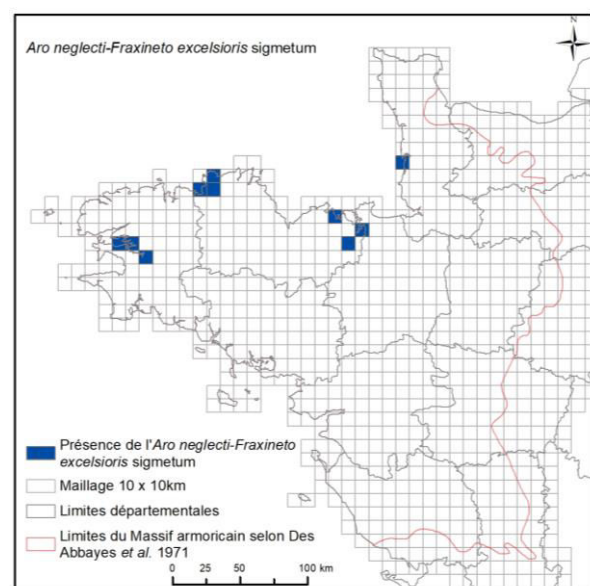 Aro neglecti-Fraxineto excelsioris sigmetum
N
Présence de l'Aro neglecti-Fraxineto
excelsioris sigmetum
Maillage 10 x 10km
Limites départementales
Limites du Massif armoricain selon Des
Abbayes et al. 1971
0 25 50 100 km